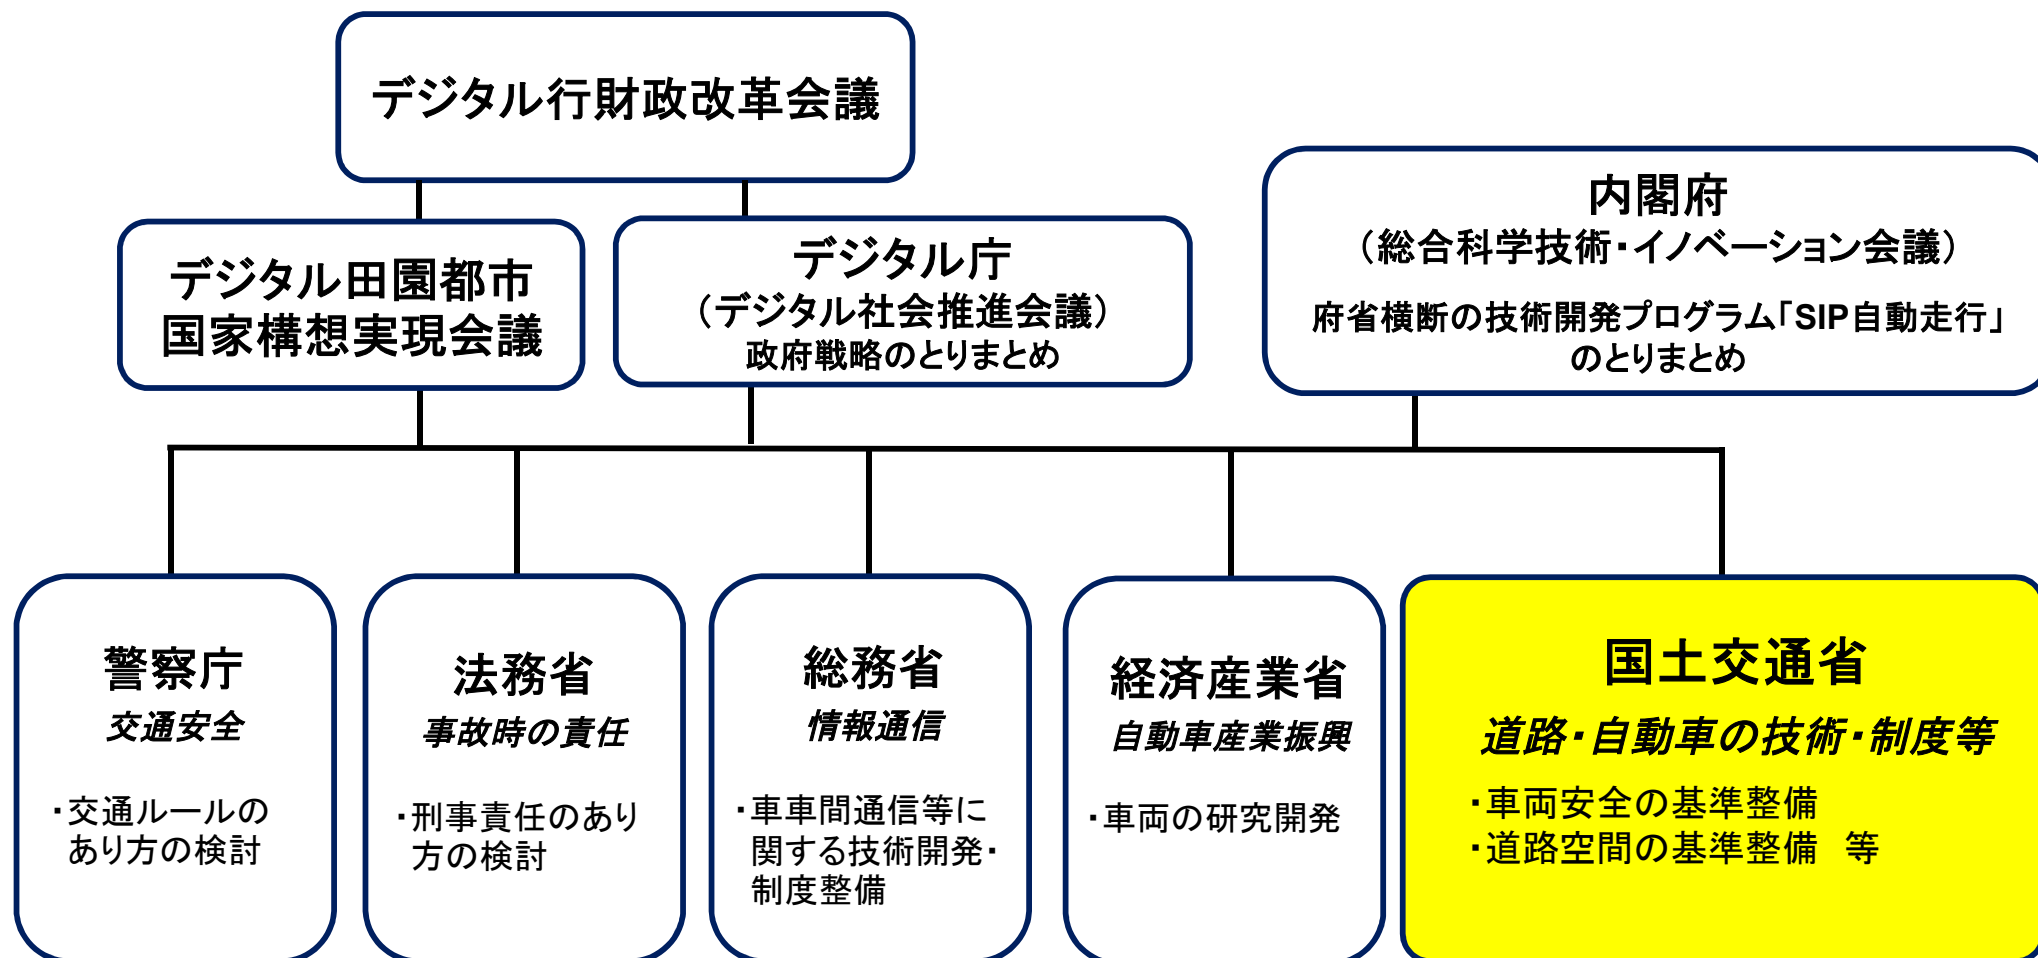 デジタル行財政改革会議
デジタル田園都市
国家構想実現会議
デジタル庁
（デジタル社会推進会議）
政府戦略のとりまとめ
内閣府
（総合科学技術・イノベーション会議）
府省横断の技術開発プログラム「SIP自動走行」
のとりまとめ
警察庁
交通安全
・交通ルールの
あり方の検討
法務省
事故時の責任
・刑事責任のあり
方の検討
総務省
情報通信
・車車間通信等に
関する技術開発・
制度整備
経済産業省
自動車産業振興
・車両の研究開発
国土交通省
道路・自動車の技術・制度等
・車両安全の基準整備
・道路空間の基準整備　等